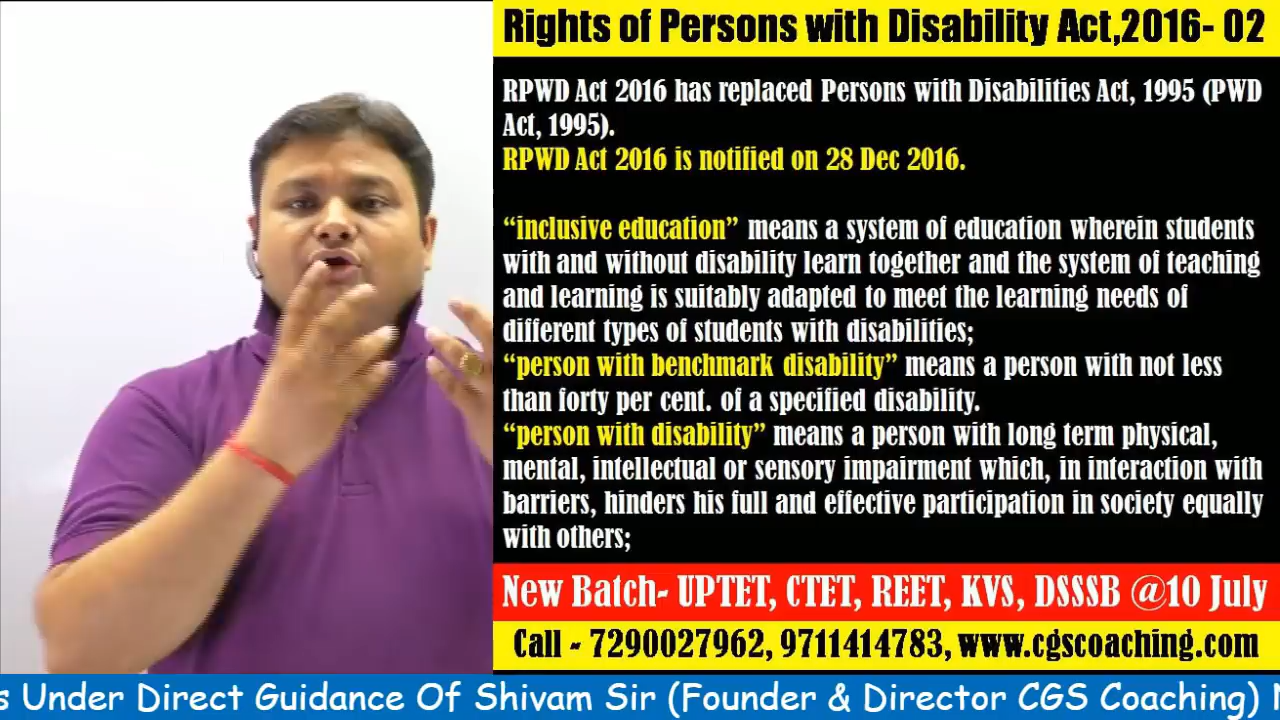 Rights of Persons with Disability Act,2016- 02
RPWD Act 2016 has replaced Persons with Disabilities Act, 1995 (PWD
Act, 1995).
RPWD Act 2016 is notified on 28 Dec 2016.
“inclusive education” means a system of education wherein students
with and without disability learn together and the system of teaching
and learning is suitably adapted to meet the learning needs of
different types of students with disabilities;
“person with benchmark disability” means a person with not less
than forty per cent. of a specified disability.
“person with disability” means a person with long term physical,
mental, intellectual or sensory impairment which, in interaction with
barriers, hinders his full and effective participation in society equally
with others;
New Batch- UPTET, CTET, REET, KVS, DSSSB @10 July
Call - 7290027962, 9711414783, www.cgscoaching.com
s Under Direct Guidance Of Shivam Sir (Founder & Director CGS Coaching)